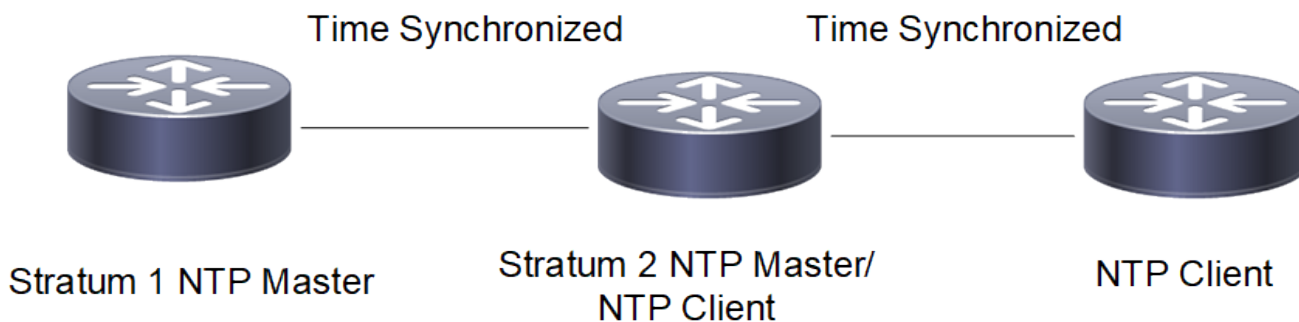 Time Synchronized
Time Synchronized
Stratum 1 NTP Master
Stratum 2 NTP Master/
NTP Client
NTP Client